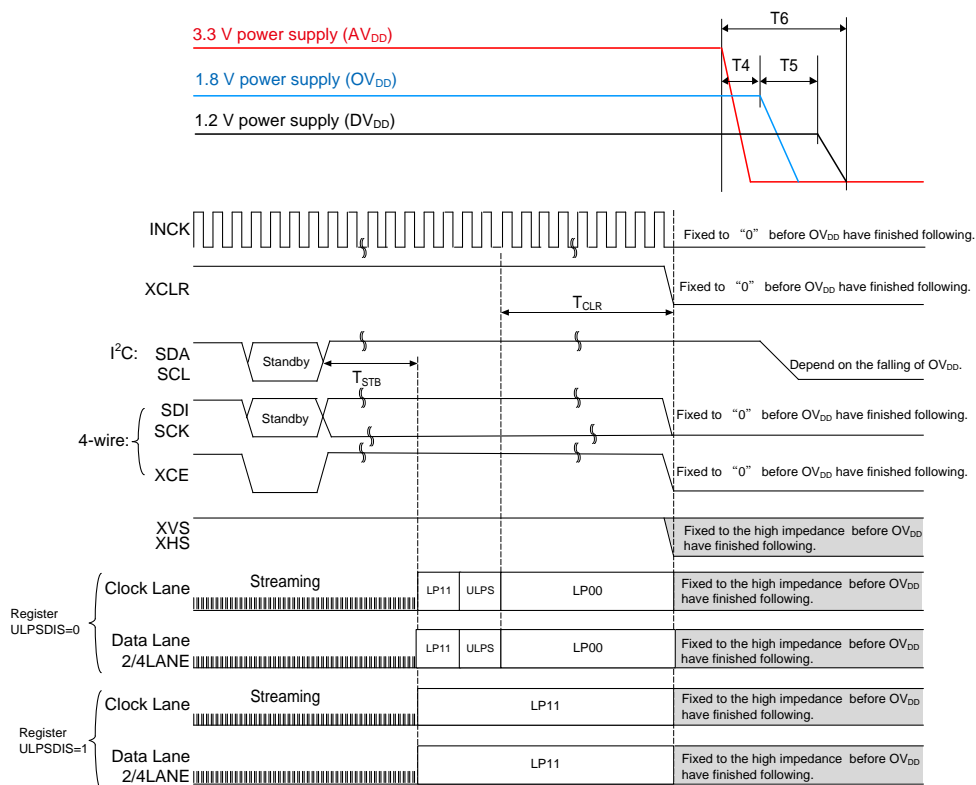 T6
3.3 V power supply (AVDD)
T4 T5
1.8 V power supply (OVDD)
1.2 V power supply (DVDD)
INCK
Fixed to “0” before OVDD have finished following.
XCLR
Fixed to “0” before OVDD have finished following.
TCLR
I2C: SDA
SCL
Standby
TSTB
Depend on the falling of OVDD.
4-wire:
SDI
SCK
Standby
Fixed to “0” before OVDD have finished following.
XCE
Fixed to “0” before OVDD have finished following.
XVS
XHS
Fixed to the high impedance before OVDD
have finished following.
Register
ULPSDIS=0
Clock Lane
Streaming
LP11 ULPS LP00
Fixed to the high impedance before OVDD
have finished following.
Data Lane
2/4LANE
LP11 ULPS LP00
Fixed to the high impedance before OVDD
have finished following.
Register
ULPSDIS=1
Clock Lane
Streaming
LP11
Fixed to the high impedance before OVDD
have finished following.
Data Lane
2/4LANE
LP11
Fixed to the high impedance before OVDD
have finished following.